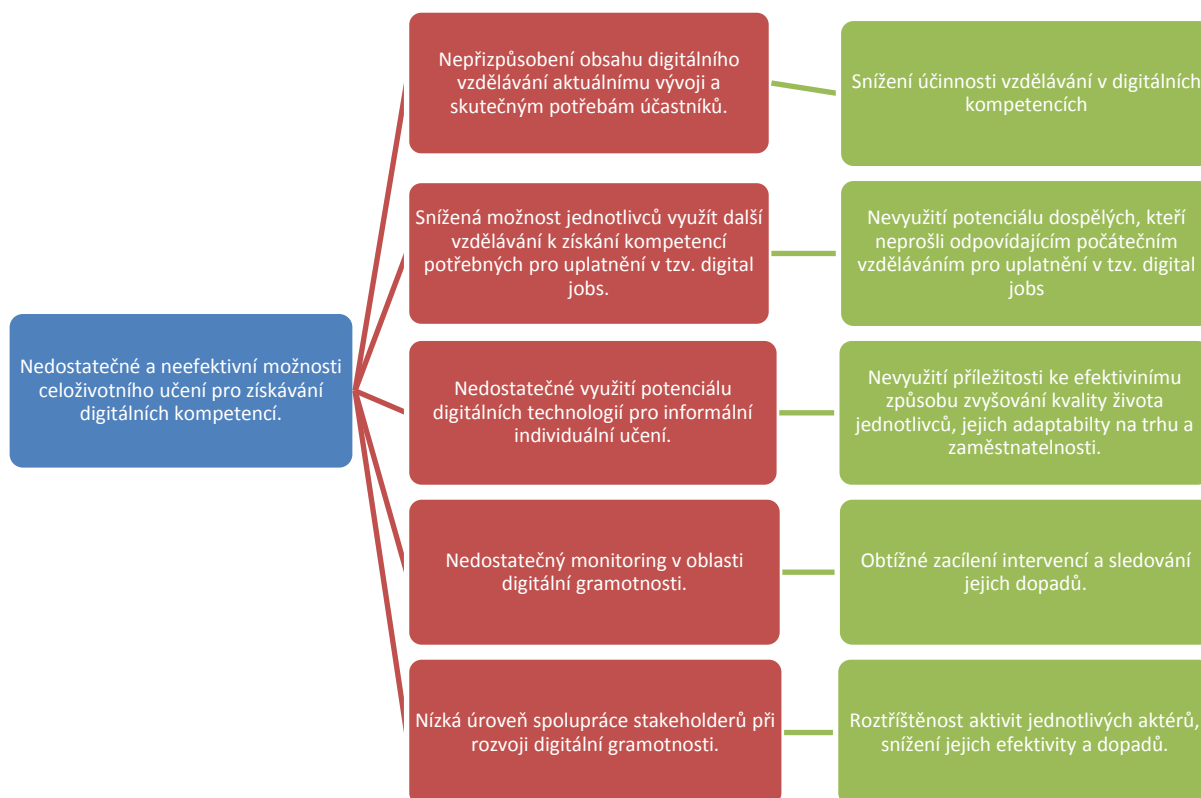 Nepřizpůsobení obsahu digitálního
vzdělávání aktuálnímu vývoji a
skutečným potřebám účastníků.
Snížení účinnosti vzdělávání v digitálních
kompetencích
Snížená možnost jednotlivců využít další
vzdělávání k získání kompetencí
potřebných pro uplatnění v tzv. digital
jobs.
Nevyužití potenciálu dospělých, kteří
neprošli odpovídajícím počátečním
vzděláváním pro uplatnění v tzv. digital
jobs
Nedostatečné a neefektivní možnosti
celoživotního učení pro získávání
digitálních kompetencí.
Nedostatečné využití potenciálu
digitálních technologií pro informální
individuální učení.
Nevyužití příležitosti ke efektivinímu
způsobu zvyšování kvality života
jednotlivců, jejich adaptabilty na trhu a
zaměstnatelnosti.
Nedostatečný monitoring v oblasti
digitální gramotnosti.
Obtížné zacílení intervencí a sledování
jejich dopadů.
Nízká úroveň spolupráce stakeholderů při
rozvoji digitální gramotnosti.
Roztříštěnost aktivit jednotlivých aktérů,
snížení jejich efektivity a dopadů.